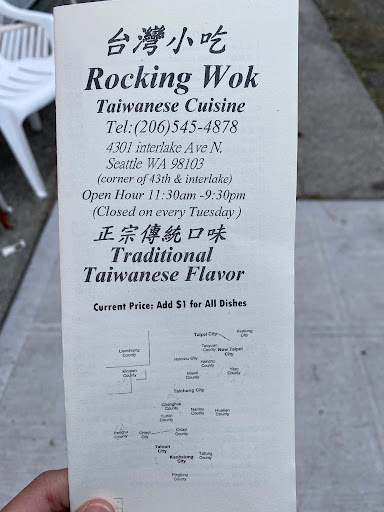 台灣小吃
Rocking Wok
Taiwanese Cuisine
Tel:(206)545-4878
4301 interlake Ave N.
Seattle WA 98103
(corner of 43th & interlake)
Open Hour 11:30am -9:30pm
(Closed on every Tuesday )
正宗傳統口味
Traditional
Taiwanese Flavor
Current Price: Add $1 for All Dishes
Taipei City
Keelung City
Taoyuan County
New Taipei City
Hsinchu City
Hsinchu County
Yilan County
Miaoli County
Taichung City
Changhua County
Nantou County
Hualien County
Yunlin County
Penghu County
Chiayi City
Chiayi County
Tainan City
Kaohsiung City
Taitung County
Pingtung County